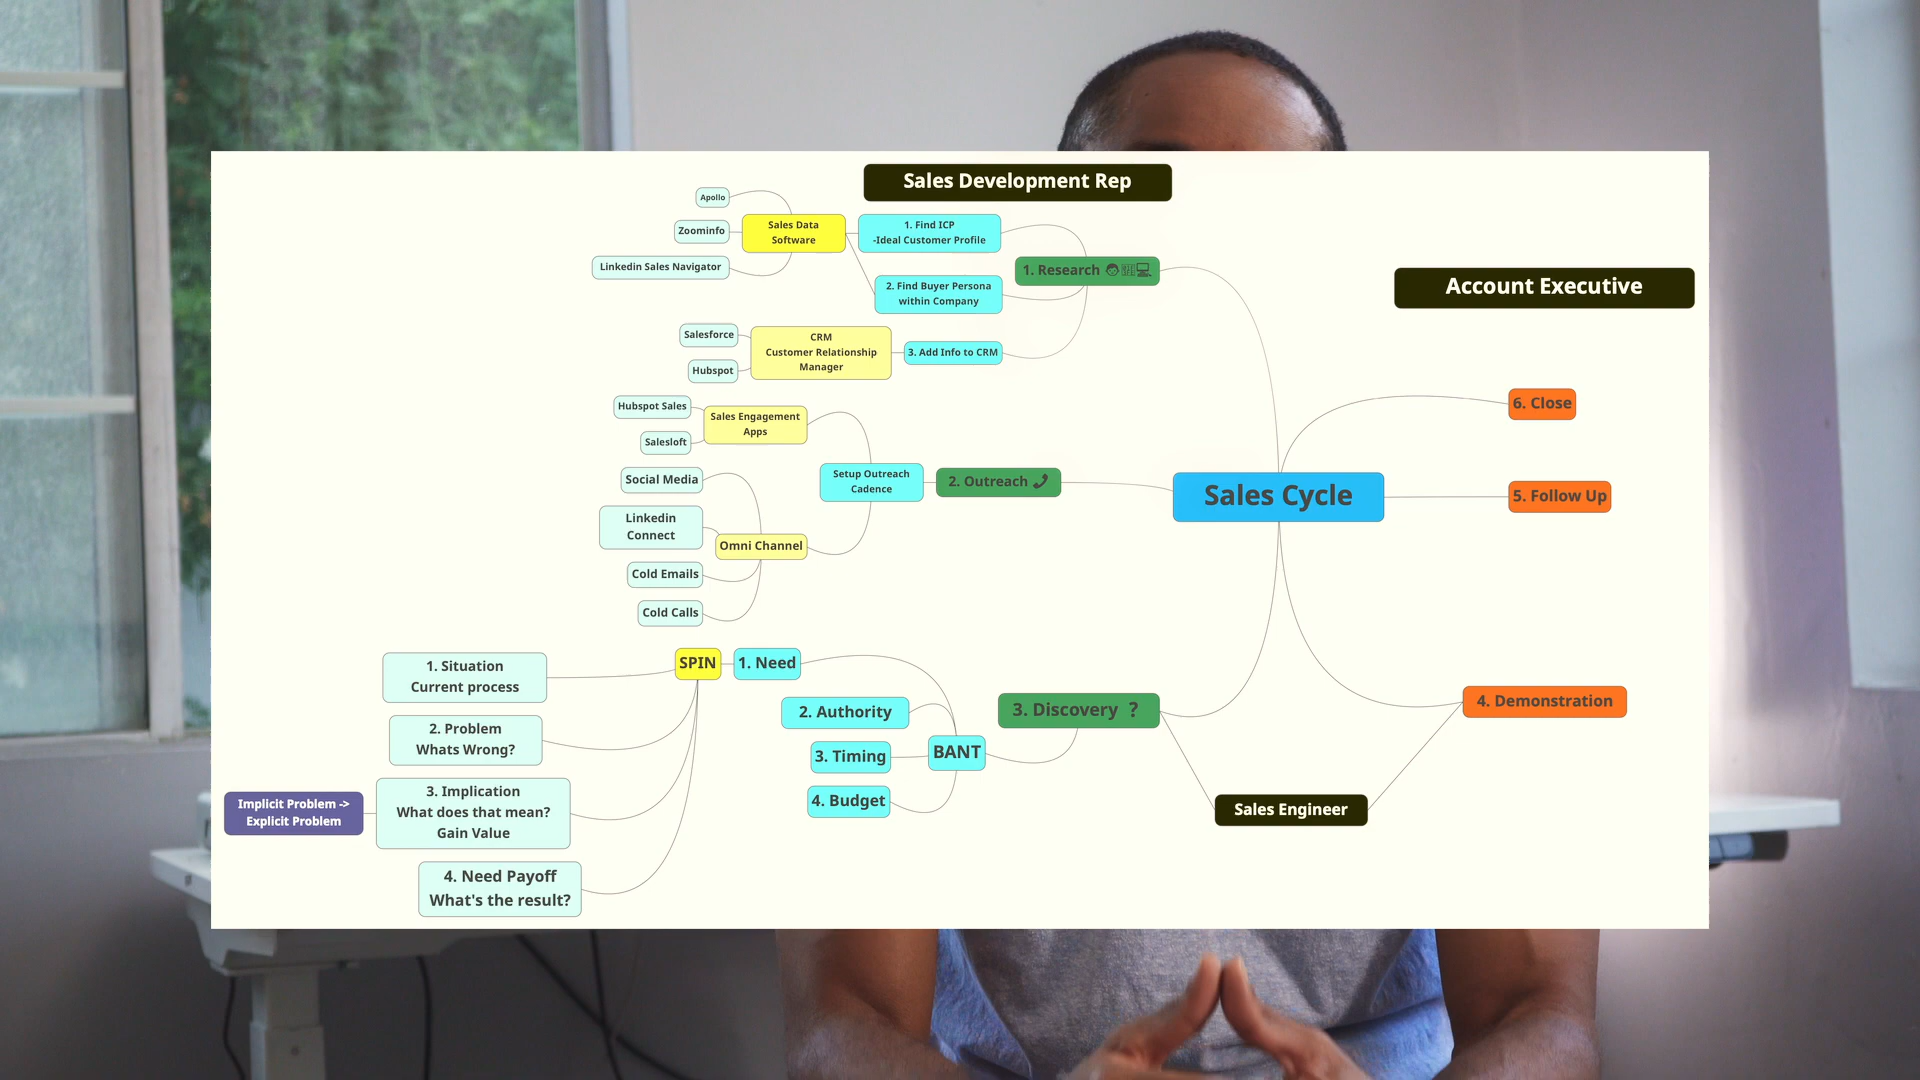 Sales Development Rep
Account Executive
Sales Cycle
1. Research
1. Find ICP
-Ideal Customer Profile
2. Find Buyer Persona
within Company
Sales Data
Software
Apollo
Zoominfo
Linkedin Sales Navigator
3. Add Info to CRM
CRM
Customer Relationship
Manager
Salesforce
Hubspot
2. Outreach
Setup Outreach
Cadence
Sales Engagement
Apps
Hubspot Sales
Salesloft
Omni Channel
Social Media
Linkedin
Connect
Cold Emails
Cold Calls
3. Discovery ?
BANT
1. Need
2. Authority
3. Timing
4. Budget
SPIN
1. Situation
Current process
2. Problem
Whats Wrong?
3. Implication
What does that mean?
Gain Value
Implicit Problem ->
Explicit Problem
4. Need Payoff
What's the result?
Sales Engineer
4. Demonstration
5. Follow Up
6. Close